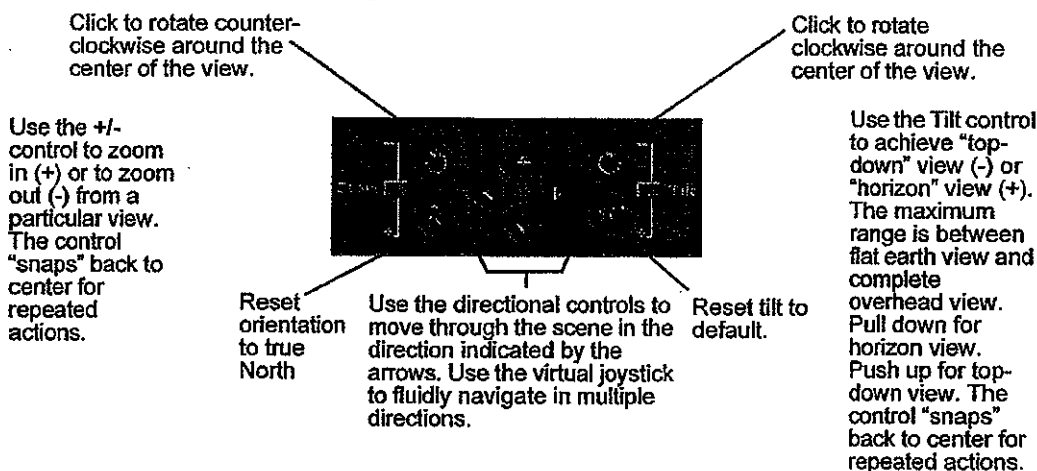 Click to rotate counter-
clockwise around the
center of the view.
Click to rotate
clockwise around the
center of the view.
Use the +/-
control to zoom
in (+) or to zoom
out (-) from a
particular view.
The control
"snaps" back to
center for
repeated
actions.
Use the Tilt control
to achieve "top-
down" view (-) or
"horizon" view (+).
The maximum
range is between
flat earth view and
complete
overhead view.
Pull down for
horizon view.
Push up for top-
down view. The
control "snaps"
back to center for
repeated actions.
Reset
orientation
to true
North
Use the directional controls to
move through the scene in the
direction indicated by the
arrows. Use the virtual joystick
to fluidly navigate in multiple
directions.
Reset tilt to
default.